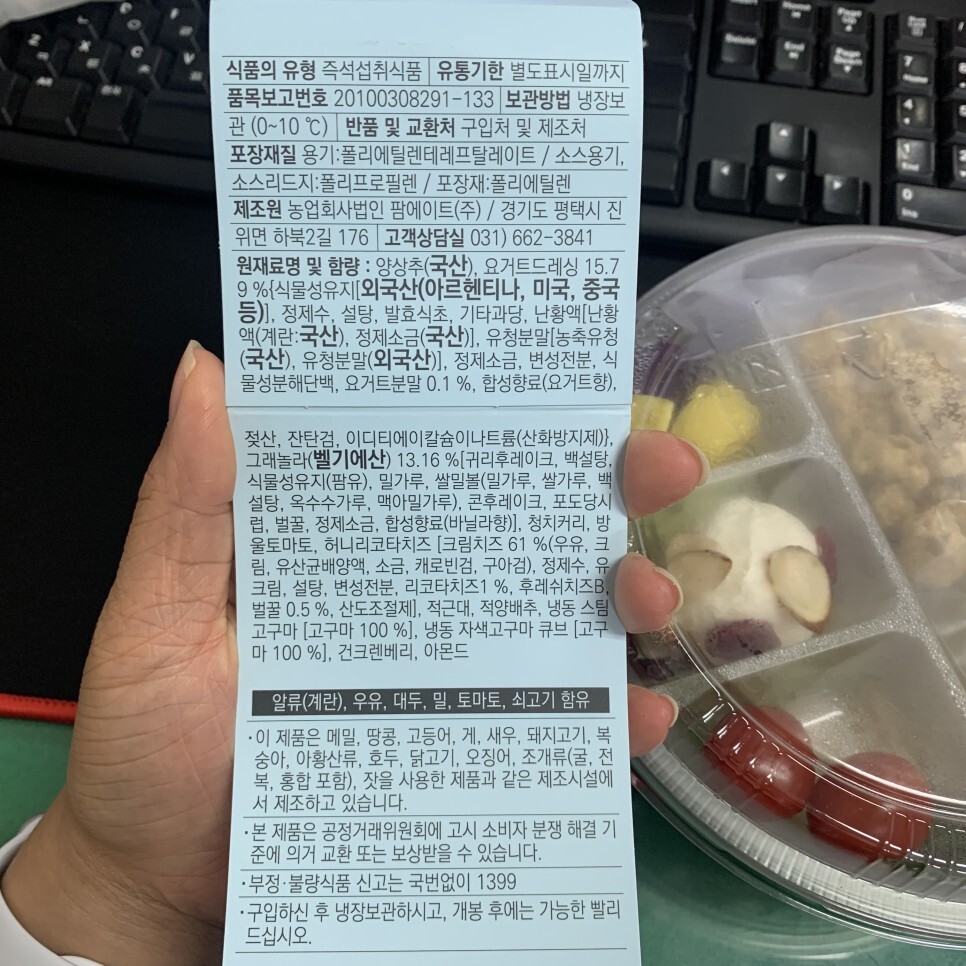 식품의 유형 즉석섭취식품 유통기한 별도표시일까지
품목보고번호 20100308291-133 보관방법 냉장보
관 (0~10 ℃) 반품 및 교환처 구입처 및 제조처
포장재질 용기:폴리에틸렌테레프탈레이트 / 소스용기,
소스리드지:폴리프로필렌 / 포장재:폴리에틸렌
제조원 농업회사법인 팜에이트(주) / 경기도 평택시 진
위면 하북2길 176 고객상담실 031) 662-3841
원재료명 및 함량 : 양상추(국산), 요거트드레싱 15.7
9 %{식물성유지[외국산(아르헨티나, 미국, 중국
등)], 정제수, 설탕, 발효식초, 기타과당, 난황액[난황
액(계란:국산), 정제소금(국산)], 유청분말[농축유청
(국산), 유청분말(외국산)], 정제소금, 변성전분, 식
물성분해단백, 요거트분말 0.1 %, 합성향료(요거트향),
젖산, 잔탄검, 이디티에이칼슘이나트륨(산화방지제)},
그래놀라(벨기에산) 13.16 %[귀리후레이크, 백설탕,
식물성유지(팜유), 밀가루, 쌀밀볼(밀가루, 쌀가루, 백
설탕, 옥수수가루, 맥아밀가루), 콘후레이크, 포도당시
럽, 벌꿀, 정제소금, 합성향료(바닐라향)], 청치커리, 방
울토마토, 허니리코타치즈 [크림치즈 61 %(우유, 크
림, 유산균배양액, 소금, 캐로빈검, 구아검), 정제수, 유
크림, 설탕, 변성전분, 리코타치즈1 %, 후레쉬치즈B,
벌꿀 0.5 %, 산도조절제], 적근대, 적양배추, 냉동 스팀
고구마 [고구마 100 %], 냉동 자색고구마 큐브 [고구
마 100 %], 건크렌베리, 아몬드
알류(계란), 우유, 대두, 밀, 토마토, 쇠고기 함유
·이 제품은 메밀, 땅콩, 고등어, 게, 새우, 돼지고기, 복
숭아, 아황산류, 호두, 닭고기, 오징어, 조개류(굴, 전
복, 홍합 포함), 잣을 사용한 제품과 같은 제조시설에
서 제조하고 있습니다.
·본 제품은 공정거래위원회에 고시 소비자 분쟁 해결 기
준에 의거 교환 또는 보상받을 수 있습니다.
·부정·불량식품 신고는 국번없이 1399
·구입하신 후 냉장보관하시고, 개봉 후에는 가능한 빨리
드십시오.
Z
X
C
Delete
End
Page Down
Home
7
4
1
0
Ins